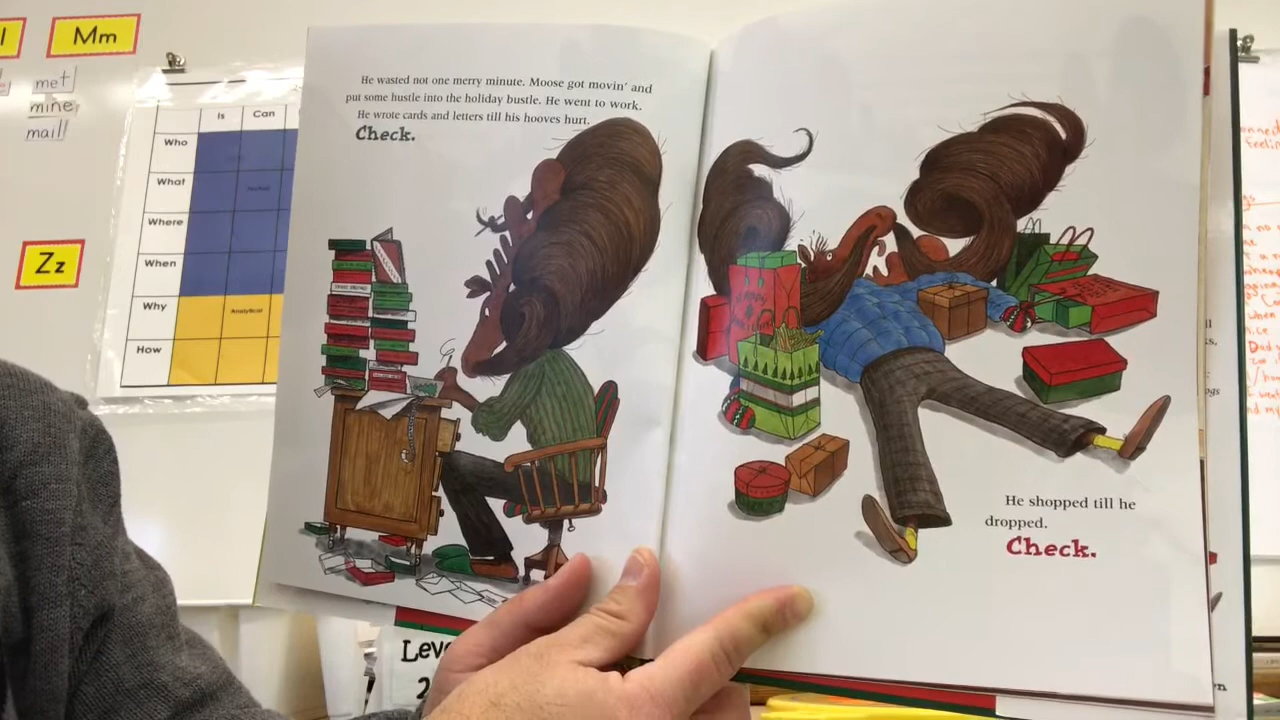 Mm
met
mine
mail
Is Can
Who
What
Where
When
Why
Analytical
How
Zz
He wasted not one merry minute. Moose got movin' and
put some hustle into the holiday bustle. He went to work.
He wrote cards and letters till his hooves hurt.
Check.
He shopped till he
dropped.
Check.